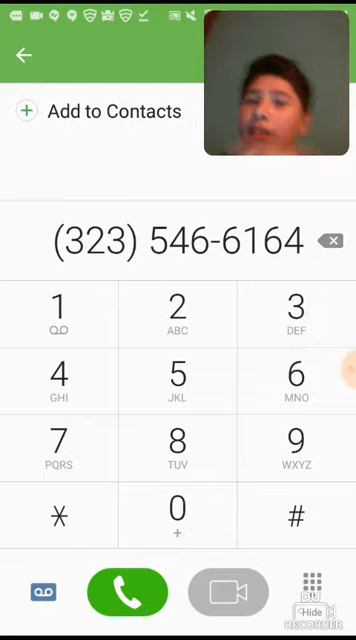 Add to Contacts
(323) 546-6164
1 2 3
ABC DEF
4 5 6
GHI JKL MNO
7 8 9
PQRS TUV WXYZ
* 0 #
+
DU
Hide
RECORDER